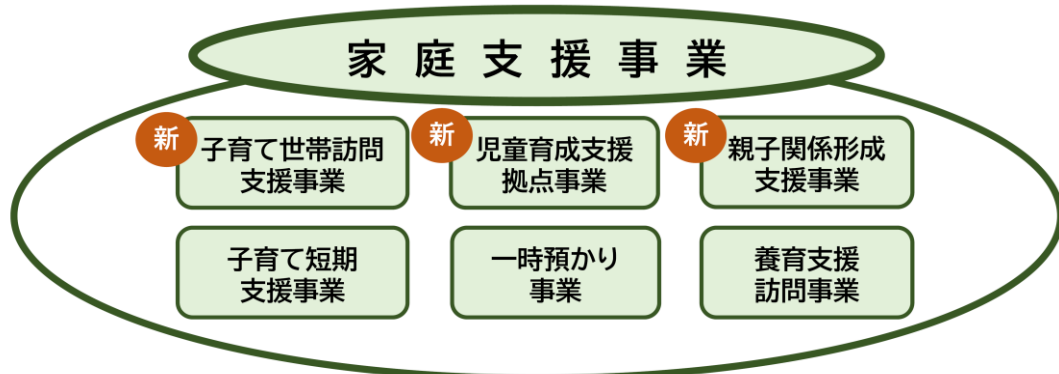 家庭支援事業
新
子育て世帯訪問
支援事業
新
児童育成支援
拠点事業
新
親子関係形成
支援事業
子育て短期
支援事業
一時預かり
事業
養育支援
訪問事業